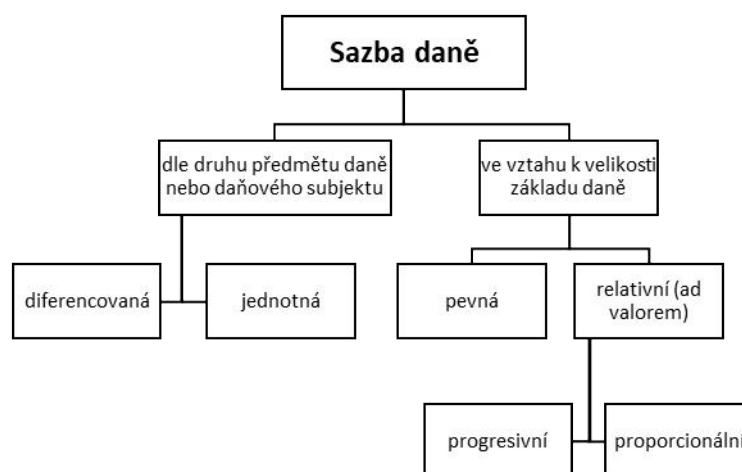 Sazba daně
dle druhu předmětu daně
nebo daňového subjektu
ve vztahu k velikosti
základu daně
diferencovaná
jednotná
pevná
relativní (ad
valorem)
progresivní
proporcionální